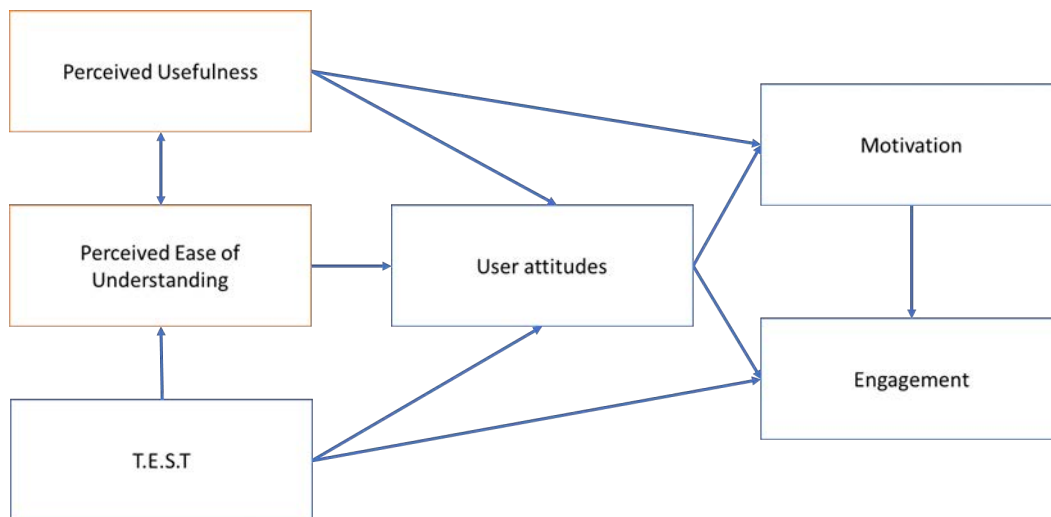 Perceived Usefulness
Motivation
Perceived Ease of
Understanding
User attitudes
Engagement
T.E.S.T